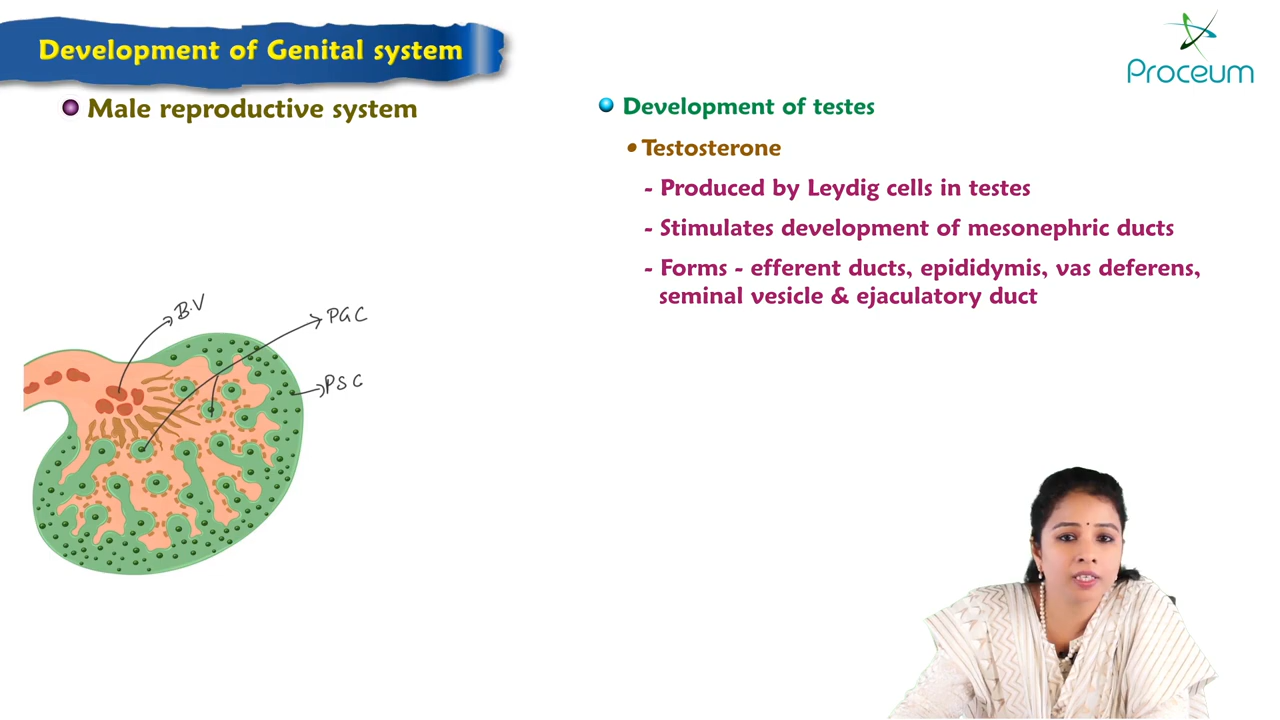 Development of Genital system
Proceum
Male reproductive system
Development of testes
Testosterone
- Produced by Leydig cells in testes
- Stimulates development of mesonephric ducts
- Forms - efferent ducts, epididymis, vas deferens,
seminal vesicle & ejaculatory duct
B.V
PGC
PSC